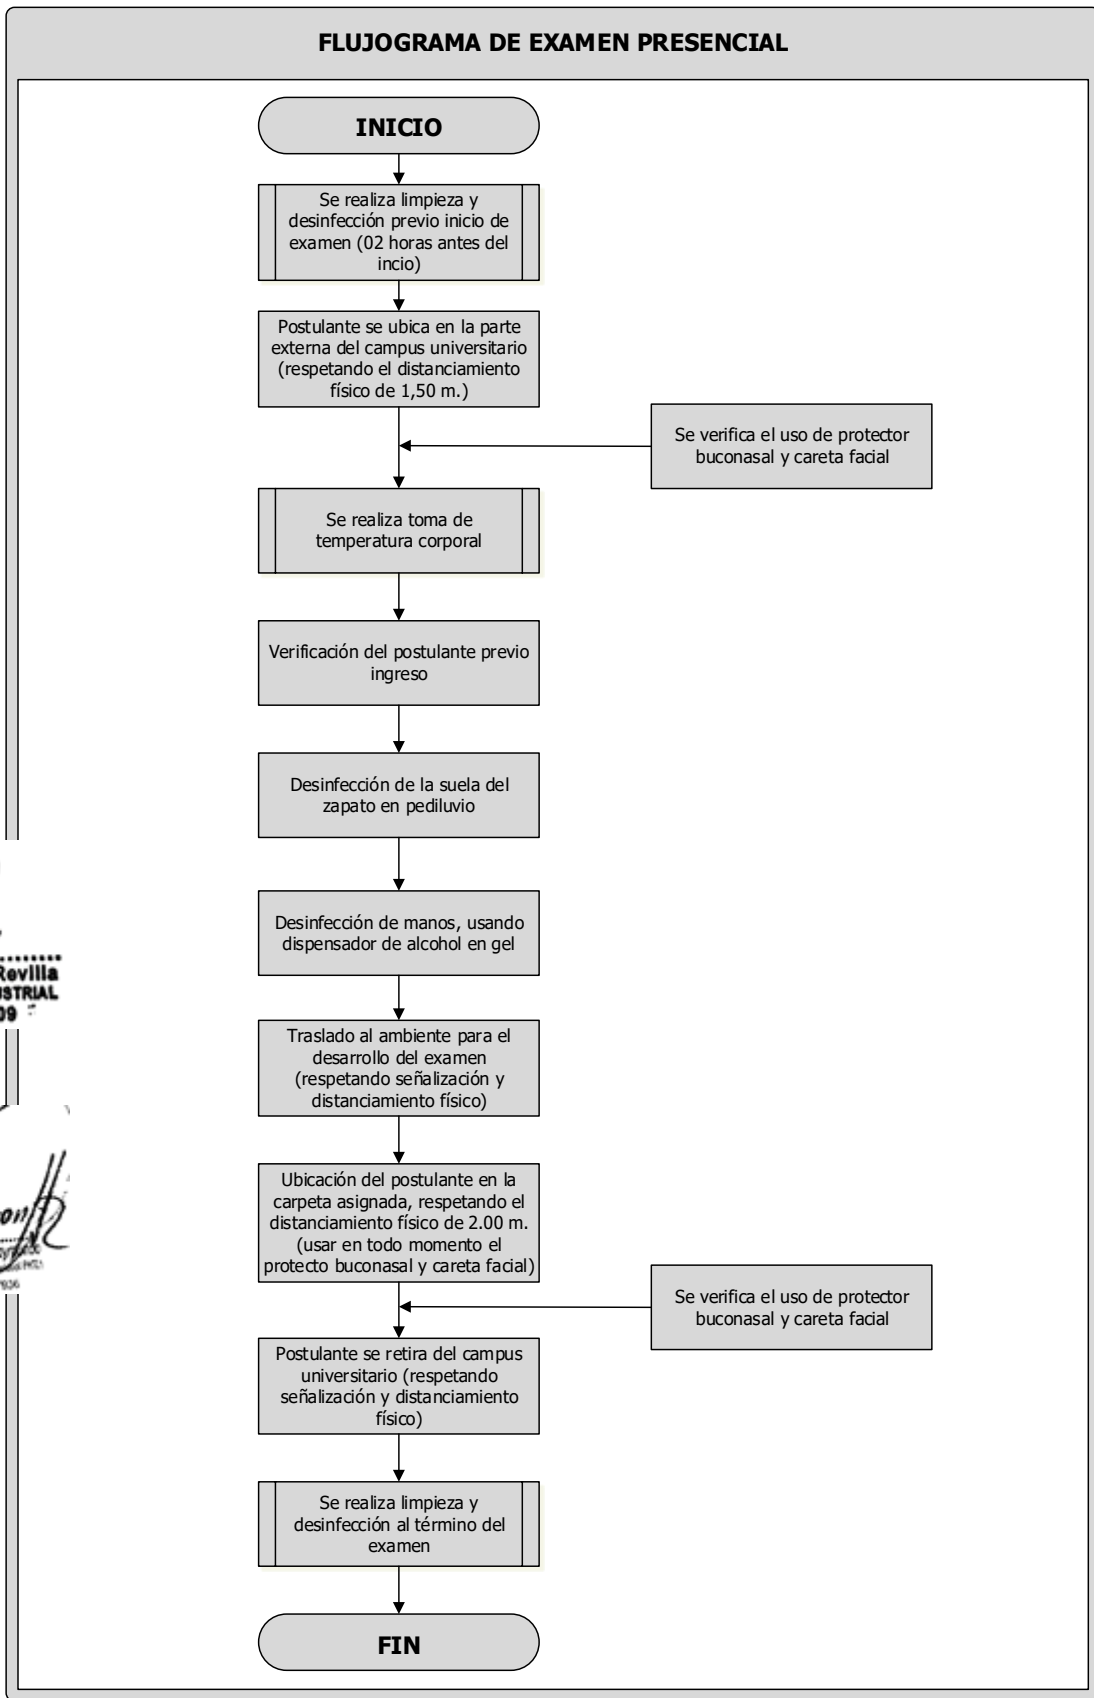 FLUJOGRAMA DE EXAMEN PRESENCIAL
INICIO
Se realiza limpieza y
desinfección previo inicio de
examen (02 horas antes del
incio)
Postulante se ubica en la parte
externa del campus universitario
(respetando el distanciamiento
físico de 1,50 m.)
Se verifica el uso de protector
buconasal y careta facial
Se realiza toma de
temperatura corporal
Verificación del postulante previo
ingreso
Desinfección de la suela del
zapato en pediluvio
Desinfección de manos, usando
dispensador de alcohol en gel
Revilla
STRIAL
09
Traslado al ambiente para el
desarrollo del examen
(respetando señalización y
distanciamiento físico)
Ubicación del postulante en la
carpeta asignada, respetando el
distanciamiento físico de 2.00 m.
(usar en todo momento el
protecto buconasal y careta facial)
Se verifica el uso de protector
buconasal y careta facial
Postulante se retira del campus
universitario (respetando
señalización y distanciamiento
físico)
Se realiza limpieza y
desinfección al término del
examen
FIN